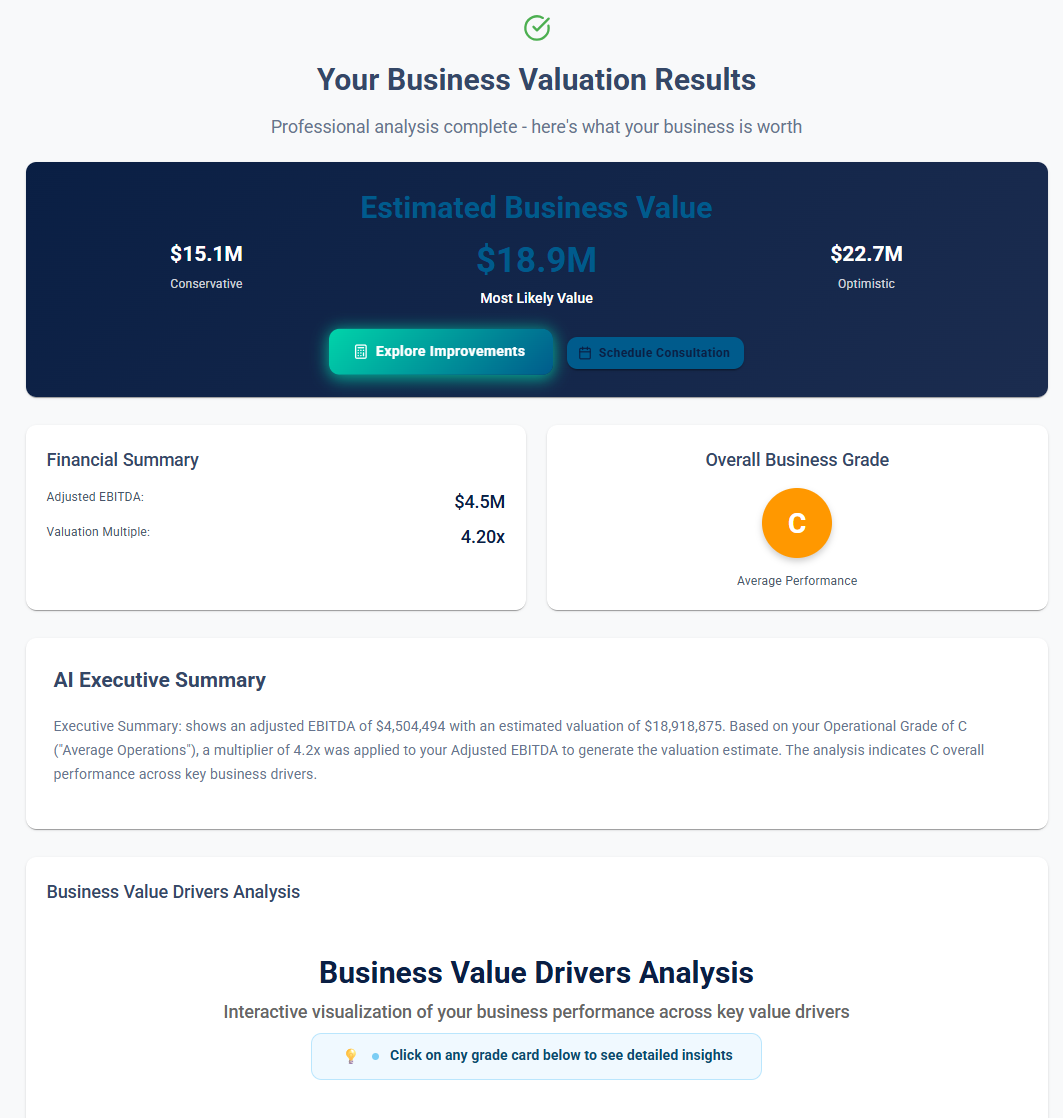 Your Business Valuation Results
Professional analysis complete - here's what your business is worth
Estimated Business Value
$15.1M
Conservative
$18.9M
Most Likely Value
$22.7M
Optimistic
Explore Improvements
Schedule Consultation
Financial Summary
Adjusted EBITDA:
$4.5M
Valuation Multiple:
4.20x
Overall Business Grade
C
Average Performance
AI Executive Summary
Executive Summary: shows an adjusted EBITDA of $4,504,494 with an estimated valuation of $18,918,875. Based on your Operational Grade of C
("Average Operations"), a multiplier of 4.2x was applied to your Adjusted EBITDA to generate the valuation estimate. The analysis indicates C overall
performance across key business drivers.
Business Value Drivers Analysis
Business Value Drivers Analysis
Interactive visualization of your business performance across key value drivers
Click on any grade card below to see detailed insights